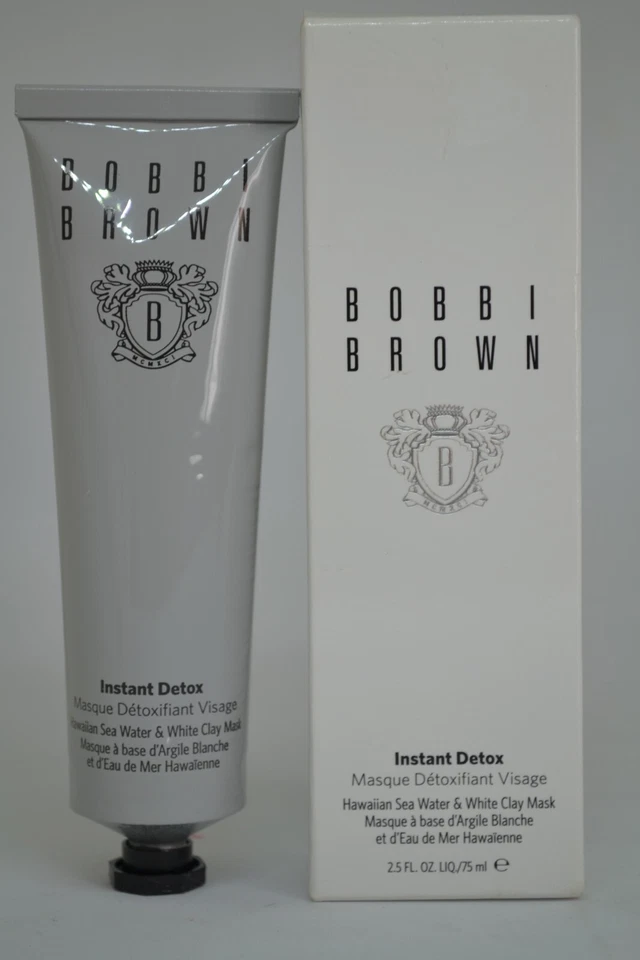 BOBBI
BROWN
B
MCMXCI
Instant Detox
Masque Détoxifiant Visage
Hawaiian Sea Water & White Clay Mask
Masque à base d'Argile Blanche
et d'Eau de Mer Hawaïenne
BOBBI
BROWN
B
MCMXCI
Instant Detox
Masque Détoxifiant Visage
Hawaiian Sea Water & White Clay Mask
Masque à base d'Argile Blanche
et d'Eau de Mer Hawaïenne
2.5 FL. OZ. LIQ./75 ml ℮